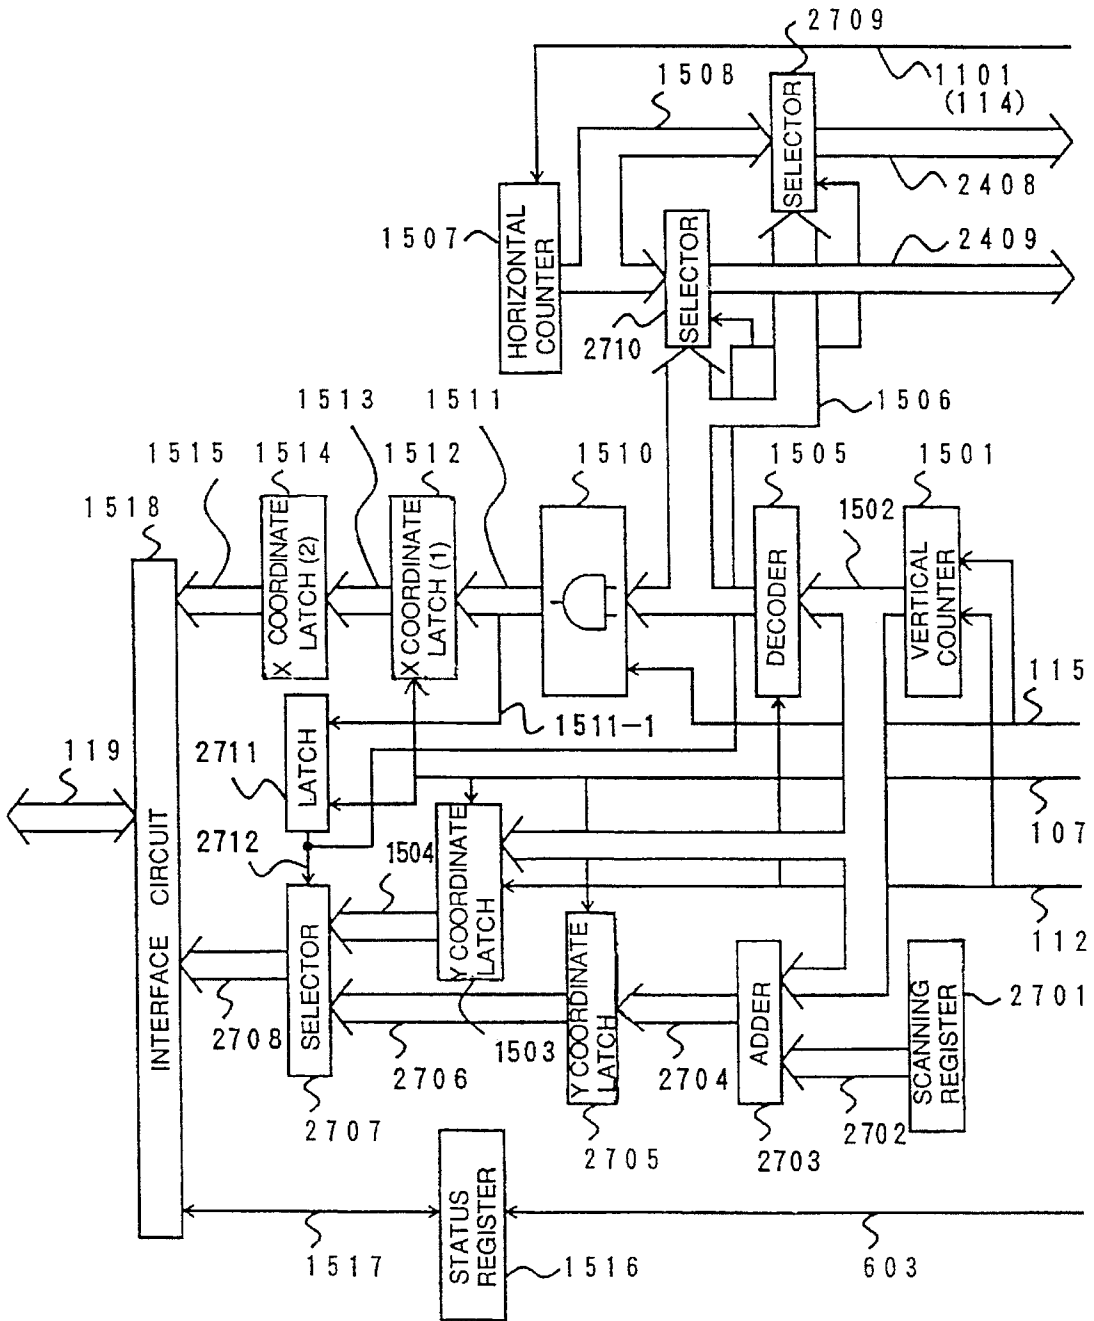 2709
1508
1101
(114)
SELECTOR
2408
1507
HORIZONTAL
COUNTER
SELECTOR
2409
2710
1506
1513
1511
1515
1514
1512
1510
1505
1501
1518
1502
X COORDINATE
LATCH (2)
X COORDINATE
LATCH (1)
DECODER
VERTICAL
COUNTER
115
1511-1
2711
LATCH
119
107
2712
1504
INTERFACE CIRCUIT
Y COORDINATE
LATCH
112
SELECTOR
Y COORDINATE
LATCH
ADDER
SCANNING
REGISTER
2701
2708
1503
2706
2704
2702
2707
2705
2703
STATUS
REGISTER
1517
1516
603